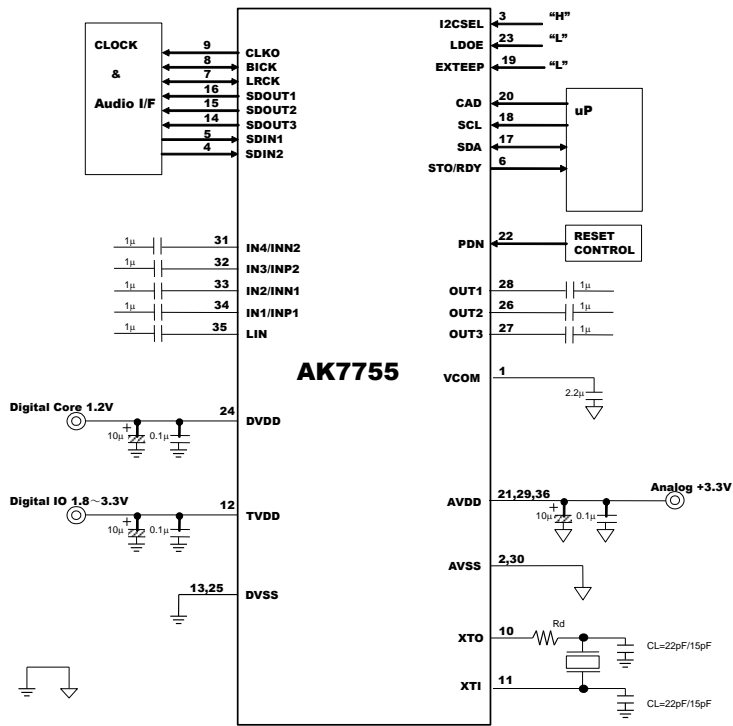 CLOCK
&
Audio I/F
9 CLKO
8 BICK
7 LRCK
16 SDOUT1
15 SDOUT2
14 SDOUT3
5 SDIN1
4 SDIN2
I2CSEL 3 “H”
LDOE 23 “L”
EXTEEP 19 “L”
CAD 20
SCL 18
SDA 17
STO/RDY 6
uP
PDN 22
RESET
CONTROL
1μ 31 IN4/INN2
1μ 32 IN3/INP2
1μ 33 IN2/INN1
1μ 34 IN1/INP1
1μ 35 LIN
OUT1 28 1μ
OUT2 26 1μ
OUT3 27 1μ
AK7755
VCOM 1
2.2μ
Digital Core 1.2V
24 DVDD
+
10μ 0.1μ
Digital IO 1.8～3.3V
12 TVDD
+
10μ 0.1μ
AVDD 21,29,36
Analog +3.3V
+
10μ 0.1μ
AVSS 2,30
13,25 DVSS
XTO 10 Rd
CL=22pF/15pF
XTI 11
CL=22pF/15pF